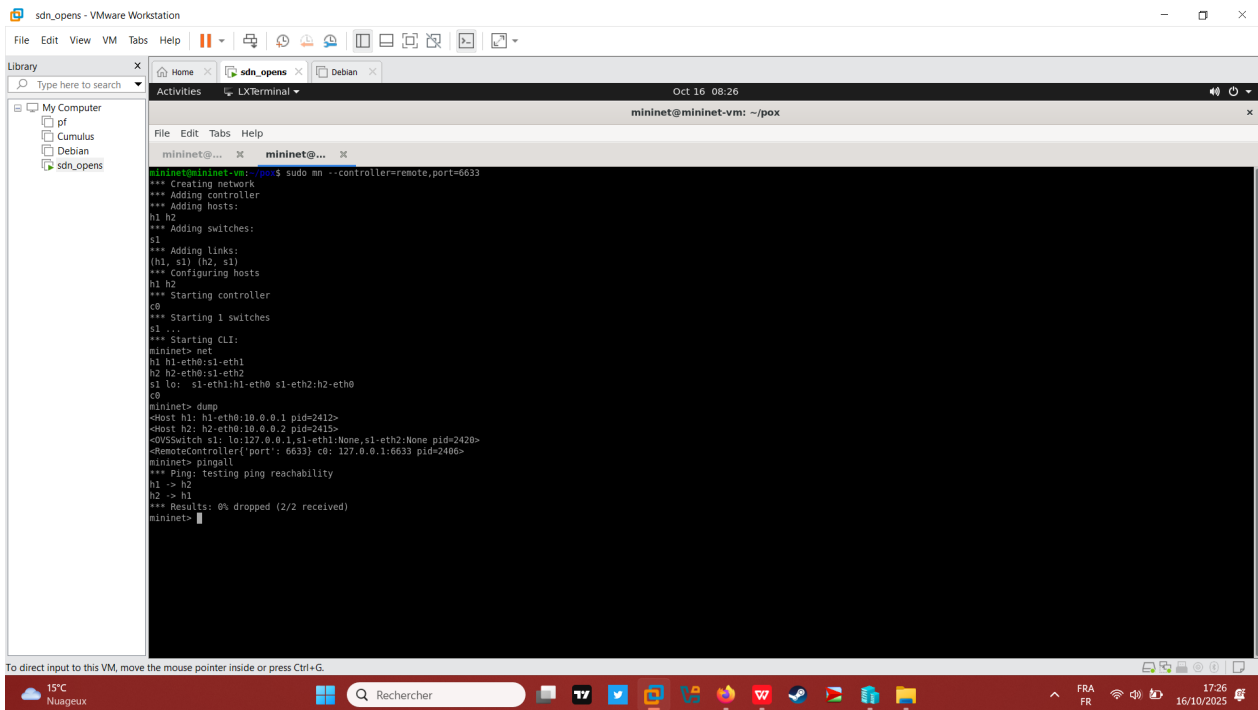 sdn_opens - VMware Workstation
File Edit View VM Tabs Help
Library
Type here to search
My Computer
pf
Cumulus
Debian
sdn_opens
Home
sdn_opens
Debian
Activities LXTerminal Oct 16 08:26
mininet@mininet-vm: ~/pox
File Edit Tabs Help
mininet@... mininet@...
mininet@mininet-vm:~/pox$ sudo mn --controller=remote,port=6633
*** Creating network
*** Adding controller
*** Adding hosts:
h1 h2
*** Adding switches:
s1
*** Adding links:
(h1, s1) (h2, s1)
*** Configuring hosts
h1 h2
*** Starting controller
c0
*** Starting 1 switches
s1 ...
*** Starting CLI:
mininet> net
h1 h1-eth0:s1-eth1
h2 h2-eth0:s1-eth2
s1 lo:  s1-eth1:h1-eth0 s1-eth2:h2-eth0
c0
mininet> dump
<Host h1: h1-eth0:10.0.0.1 pid=2412>
<Host h2: h2-eth0:10.0.0.2 pid=2415>
<OVSSwitch s1: lo:127.0.0.1,s1-eth1:None,s1-eth2:None pid=2420>
<RemoteController{'port': 6633} c0: 127.0.0.1:6633 pid=2406>
mininet> pingall
*** Ping: testing ping reachability
h1 -> h2
h2 -> h1
*** Results: 0% dropped (2/2 received)
mininet>
To direct input to this VM, move the mouse pointer inside or press Ctrl+G.
15°C
Nuageux
Rechercher
FRA
FR
17:26
16/10/2025